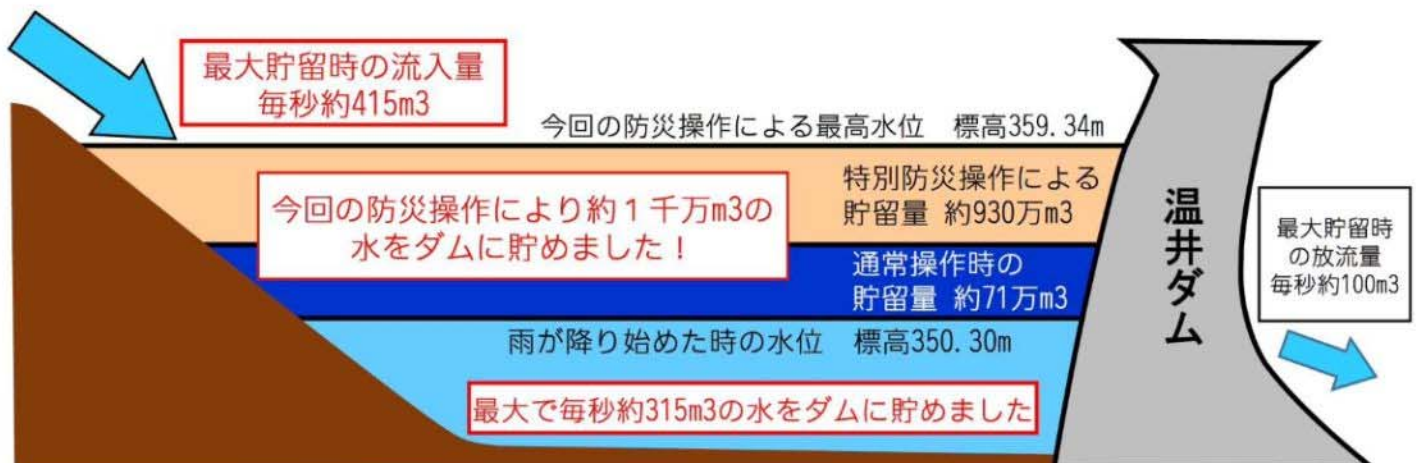 最大貯留時の流入量
毎秒約415m3
今回の防災操作による最高水位　標高359.34m
特別防災操作による
貯留量 約930万m3
今回の防災操作により約１千万m3の
水をダムに貯めました！
通常操作時の
貯留量 約71万m3
雨が降り始めた時の水位　標高350.30m
最大で毎秒約315m3の水をダムに貯めました
温井ダム
最大貯留時
の放流量
毎秒約100m3